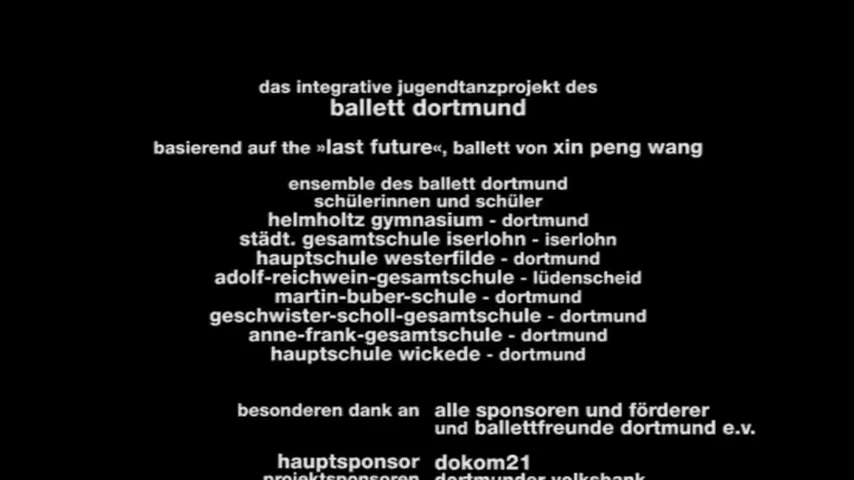 das integrative jugendtanzprojekt des
ballett dortmund
basierend auf the »last future«, ballett von xin peng wang
ensemble des ballett dortmund
schülerinnen und schüler
helmholtz gymnasium - dortmund
städt. gesamtschule iserlohn - iserlohn
hauptschule westerfilde - dortmund
adolf-reichwein-gesamtschule - lüdenscheid
martin-buber-schule - dortmund
geschwister-scholl-gesamtschule - dortmund
anne-frank-gesamtschule - dortmund
hauptschule wickede - dortmund
besonderen dank an alle sponsoren und förderer
und ballettfreunde dortmund e.v.
hauptsponsor dokom21
projektsponsoren dortmunder volksbank